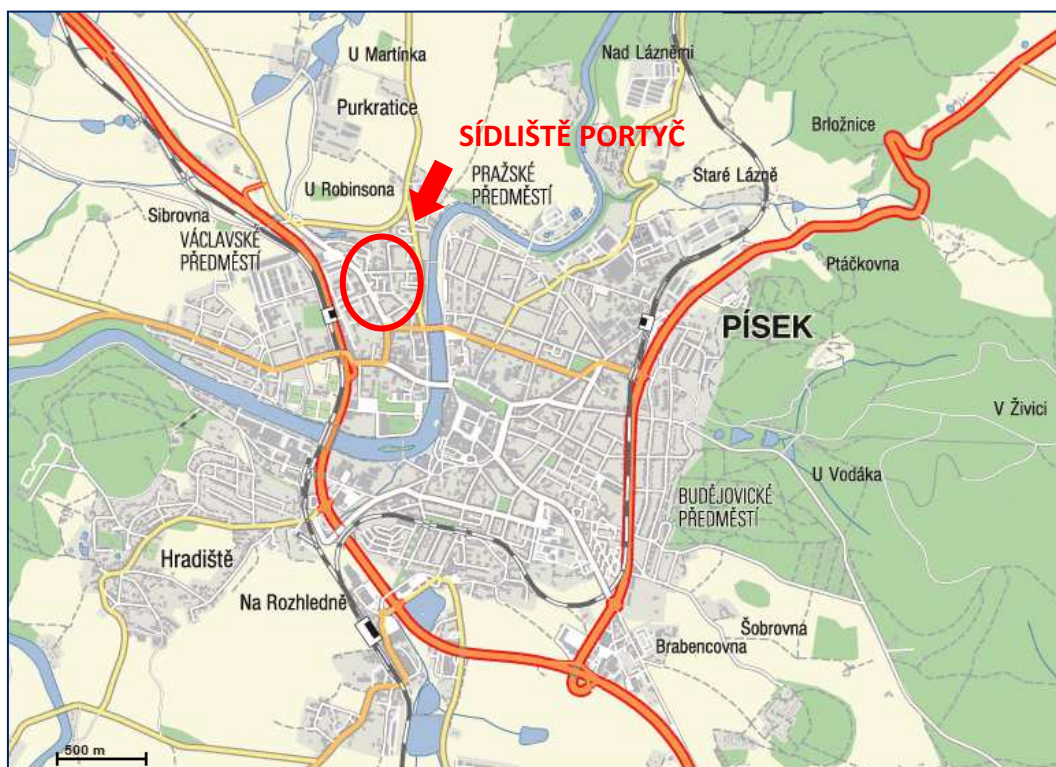 U Martínka
Nad Lázněmi
Purkratice
SÍDLIŠTĚ PORTYČ
Brložnice
PRAŽSKÉ
PŘEDMĚSTÍ
U Robinsona
Staré Lázně
Sibrovna
VÁCLAVSKÉ
PŘEDMĚSTÍ
Ptáčkovna
PÍSEK
V Živici
U Vodáka
BUDĚJOVICKÉ
PŘEDMĚSTÍ
Hradiště
Na Rozhledně
Šobrovna
Brabencovna
500 m